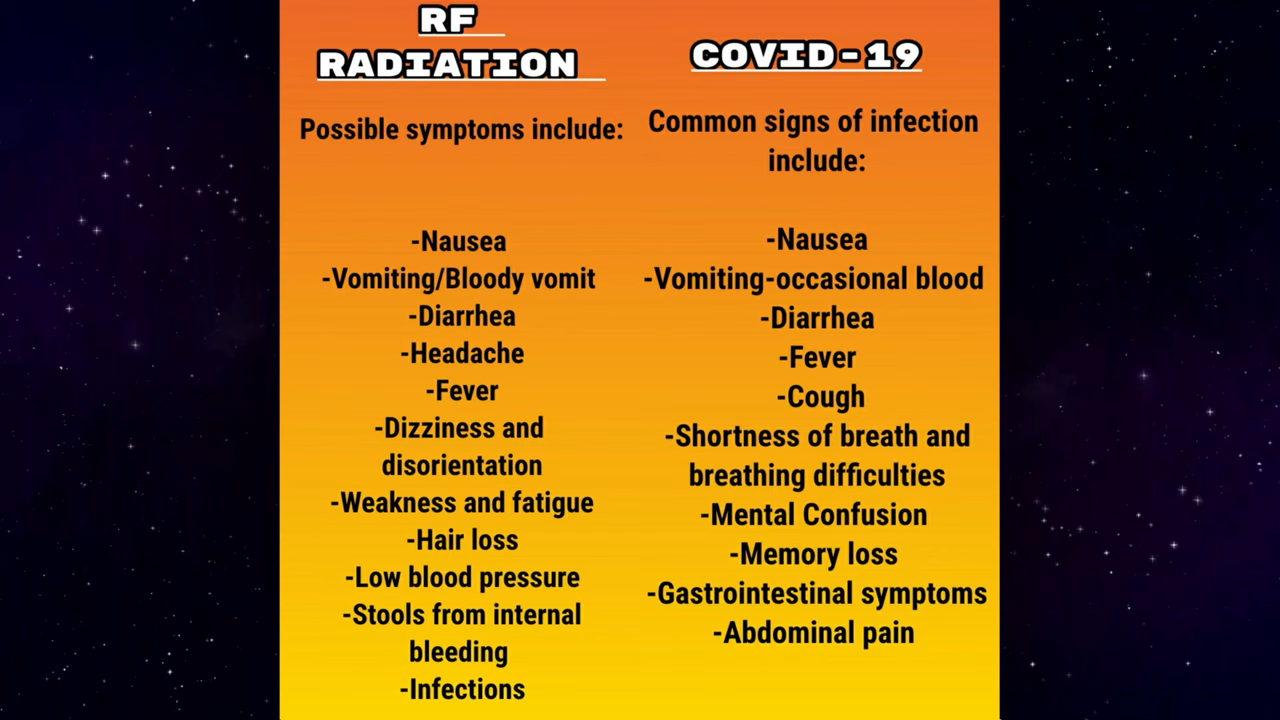 RF
RADIATION
Possible symptoms include:
-Nausea
-Vomiting/Bloody vomit
-Diarrhea
-Headache
-Fever
-Dizziness and
disorientation
-Weakness and fatigue
-Hair loss
-Low blood pressure
-Stools from internal
bleeding
-Infections
COVID-19
Common signs of infection
include:
-Nausea
-Vomiting-occasional blood
-Diarrhea
-Fever
-Cough
-Shortness of breath and
breathing difficulties
-Mental Confusion
-Memory loss
-Gastrointestinal symptoms
-Abdominal pain